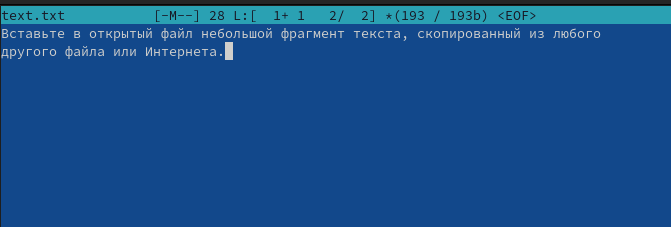 text.txt [-M--] 28 L:[ 1+ 1 2/ 2] *(193 / 193b) <EOF>
Вставьте в открытый файл небольшой фрагмент текста, скопированный из любого
другого файла или Интернета.